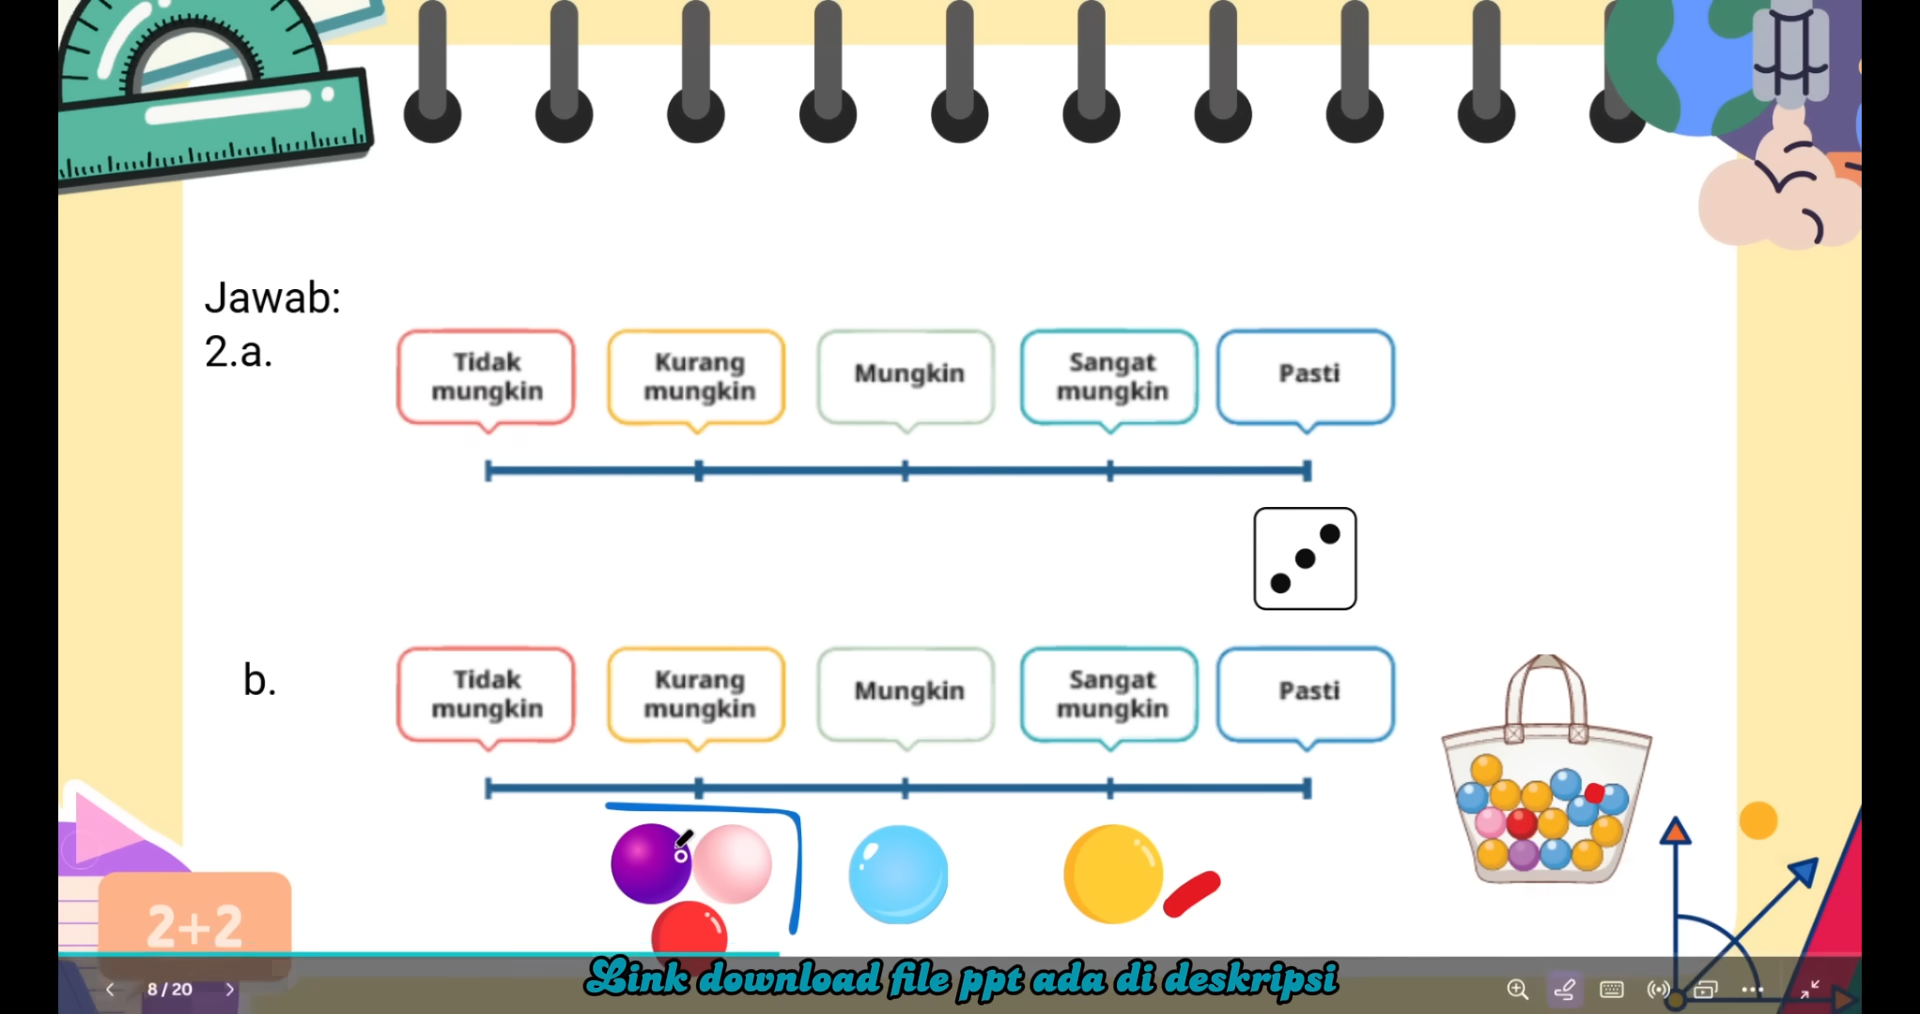 Jawab:
2.a.
Tidak
mungkin
Kurang
mungkin
Mungkin
Sangat
mungkin
Pasti
b.
Tidak
mungkin
Kurang
mungkin
Mungkin
Sangat
mungkin
Pasti
2+2
Link download file ppt ada di deskripsi
8 / 20